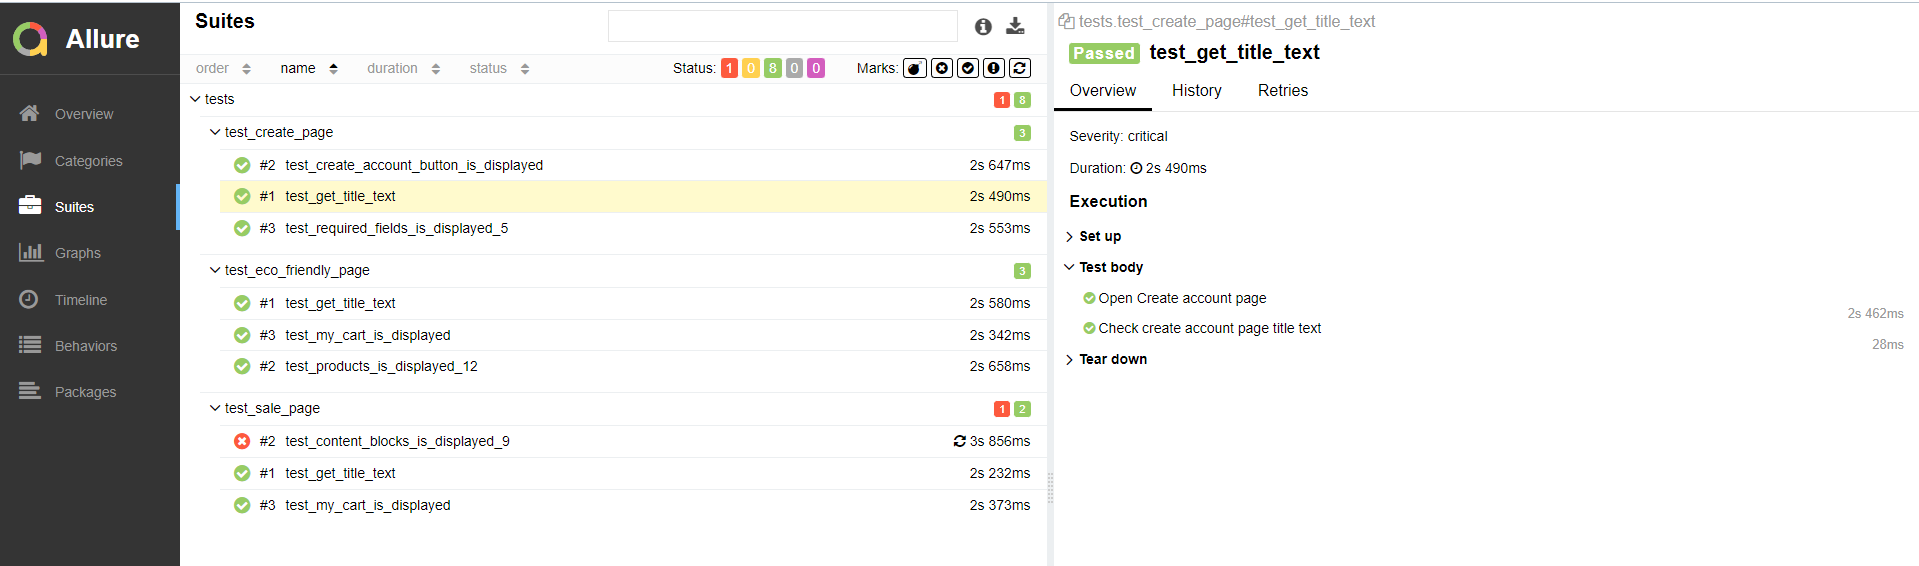 Allure
Overview
Categories
Suites
Graphs
Timeline
Behaviors
Packages
Suites
order name duration status Status: 1 0 8 0 0 Marks:
tests 1 8
test_create_page 3
#2 test_create_account_button_is_displayed 2s 647ms
#1 test_get_title_text 2s 490ms
#3 test_required_fields_is_displayed_5 2s 553ms
test_eco_friendly_page 3
#1 test_get_title_text 2s 580ms
#3 test_my_cart_is_displayed 2s 342ms
#2 test_products_is_displayed_12 2s 658ms
test_sale_page 1 2
#2 test_content_blocks_is_displayed_9 3s 856ms
#1 test_get_title_text 2s 232ms
#3 test_my_cart_is_displayed 2s 373ms
tests.test_create_page#test_get_title_text
Passed test_get_title_text
Overview History Retries
Severity: critical
Duration: 2s 490ms
Execution
Set up
Test body
Open Create account page
2s 462ms
Check create account page title text
28ms
Tear down